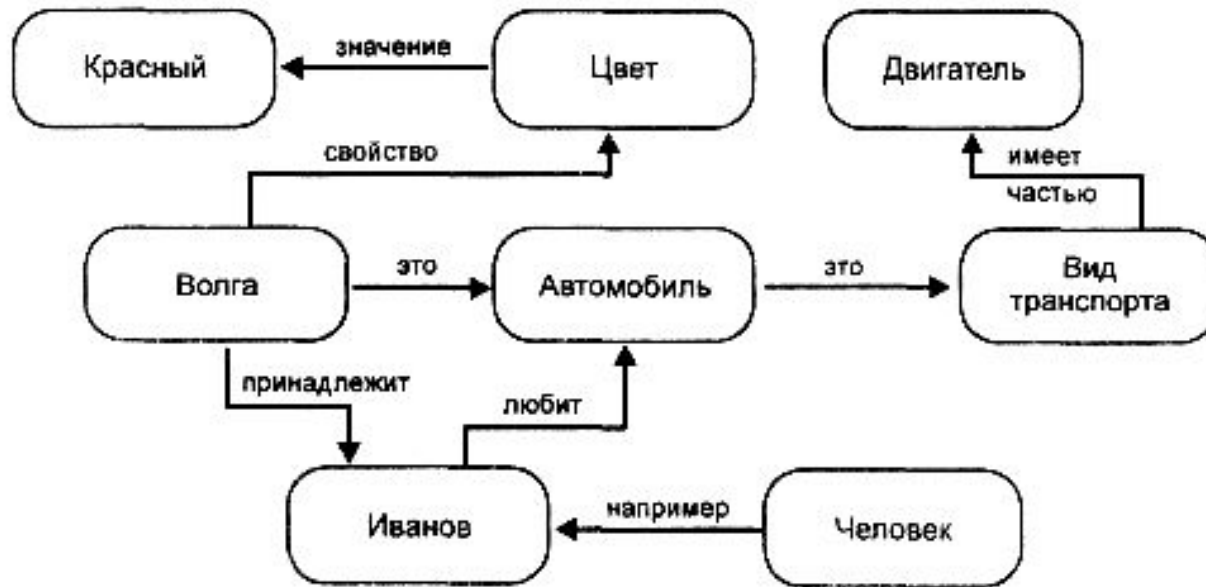 Красный
значение
Цвет
Двигатель
свойство
имеет
частью
Волга
это
Автомобиль
это
Вид
транспорта
принадлежит
любит
Иванов
например
Человек